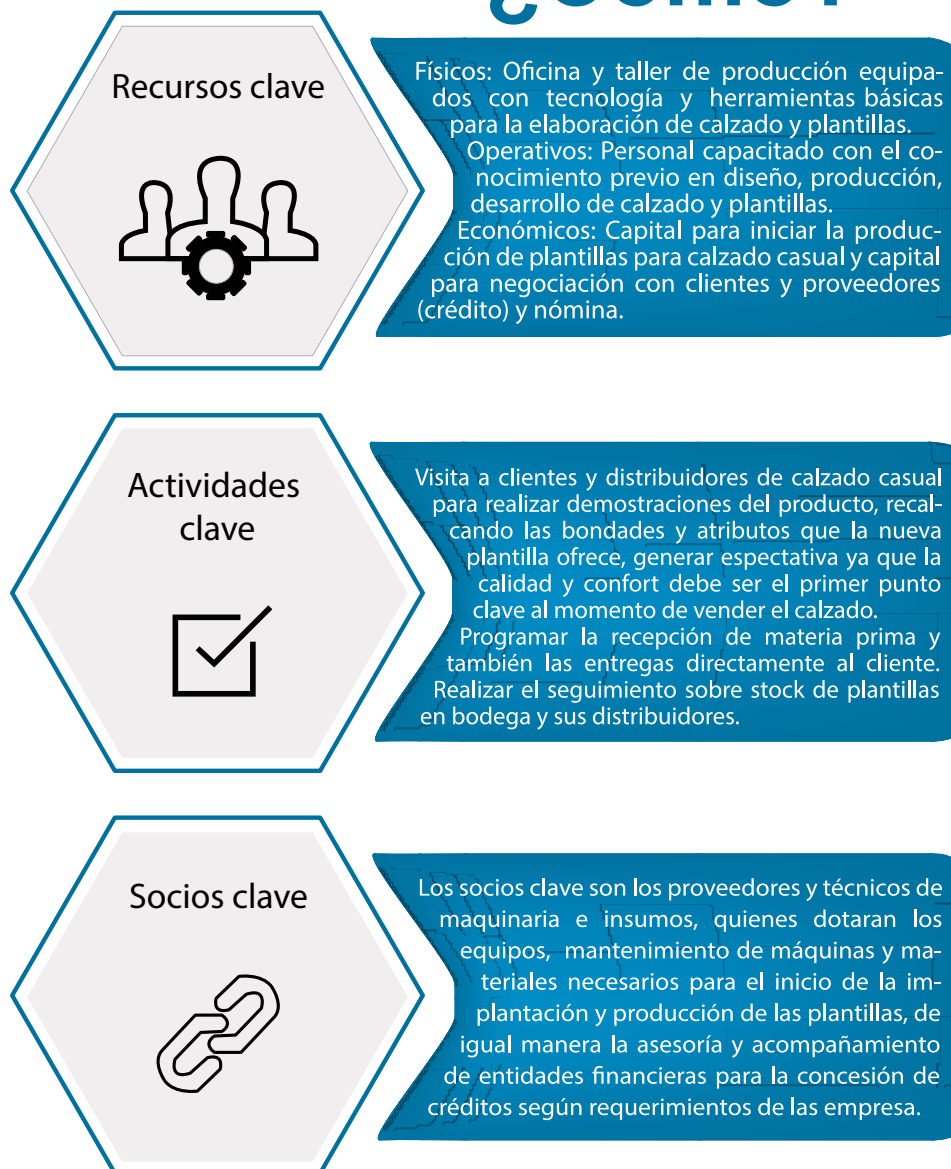 ¿Cómo?
Recursos clave
Físicos: Oficina y taller de producción equipa-
dos con tecnología y herramientas básicas
para la elaboración de calzado y plantillas.
Operativos: Personal capacitado con el co-
nocimiento previo en diseño, producción,
desarrollo de calzado y plantillas.
Económicos: Capital para iniciar la produc-
ción de plantillas para calzado casual y capital
para negociación con clientes y proveedores
(crédito) y nómina.
Actividades
clave
Visita a clientes y distribuidores de calzado casual
para realizar demostraciones del producto, recal-
cando las bondades y atributos que la nueva
plantilla ofrece, generar espectativa ya que la
calidad y confort debe ser el primer punto
clave al momento de vender el calzado.
Programar la recepción de materia prima y
también las entregas directamente al cliente.
Realizar el seguimiento sobre stock de plantillas
en bodega y sus distribuidores.
Socios clave
Los socios clave son los proveedores y técnicos de
maquinaria e insumos, quienes dotaran los
equipos, mantenimiento de máquinas y ma-
teriales necesarios para el inicio de la im-
plantación y producción de las plantillas, de
igual manera la asesoría y acompañamiento
de entidades financieras para la concesión de
créditos según requerimientos de las empresa.